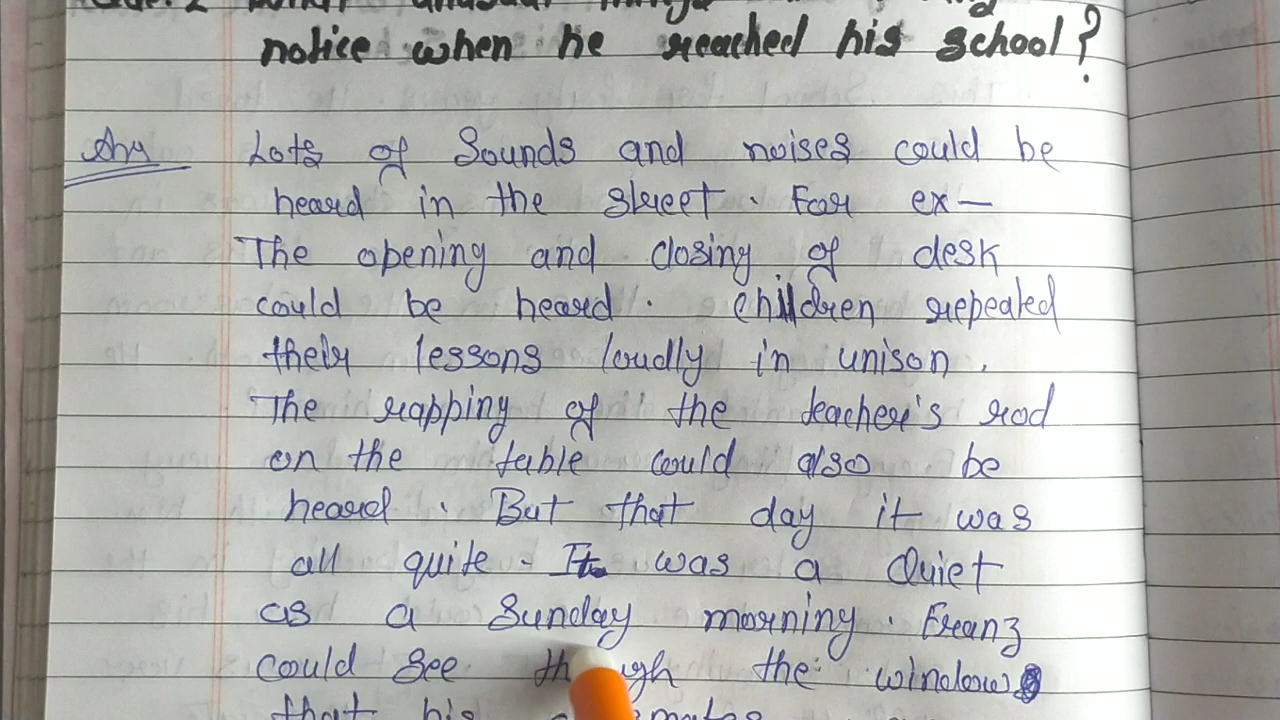 notice when he reached his school?
Ans Lots of Sounds and noises could be
heard in the street. For ex—
The opening and closing of desk
could be heard. children repeated
their lessons loudly in unison.
The rapping of the teacher's rod
on the table could also be
heard. But that day it was
all quite. It was a Quiet
as a Sunday morning. Franz
could see the window
that his